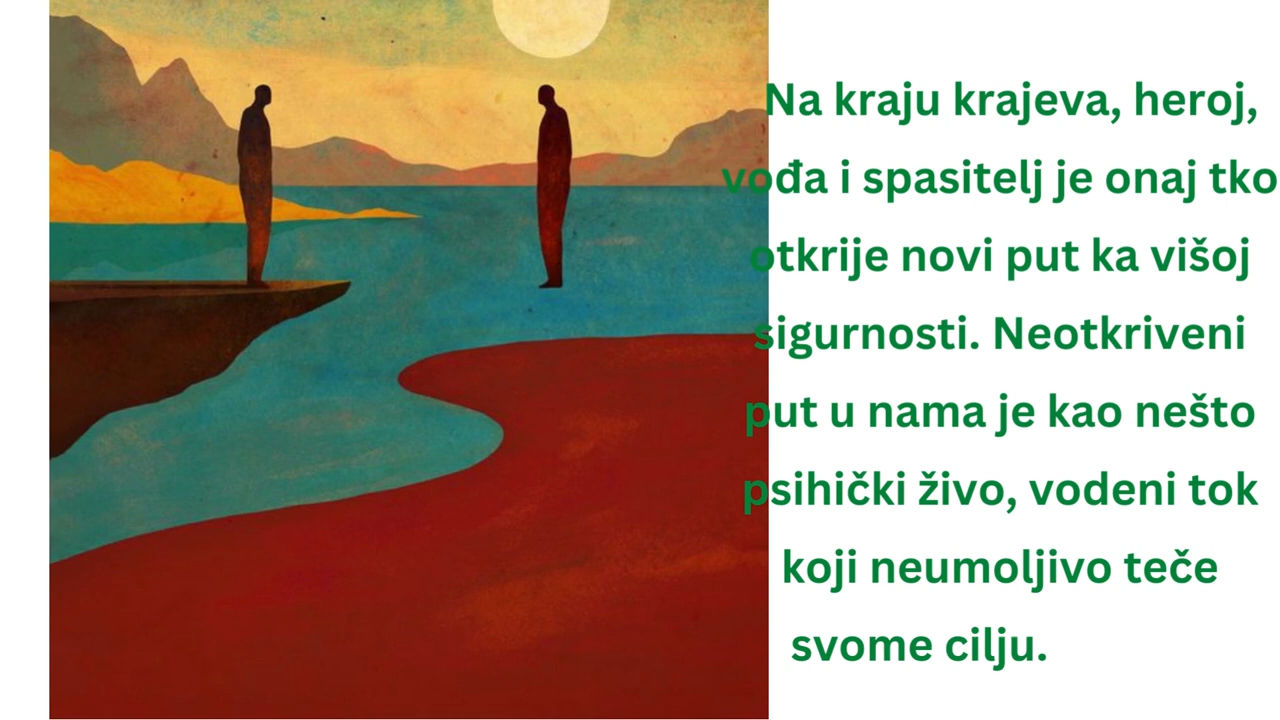 Na kraju krajeva, heroj,
vođa i spasitelj je onaj tko
otkrije novi put ka višoj
sigurnosti. Neotkriveni
put u nama je kao nešto
psihički živo, vodeni tok
koji neumoljivo teče
svome cilju.